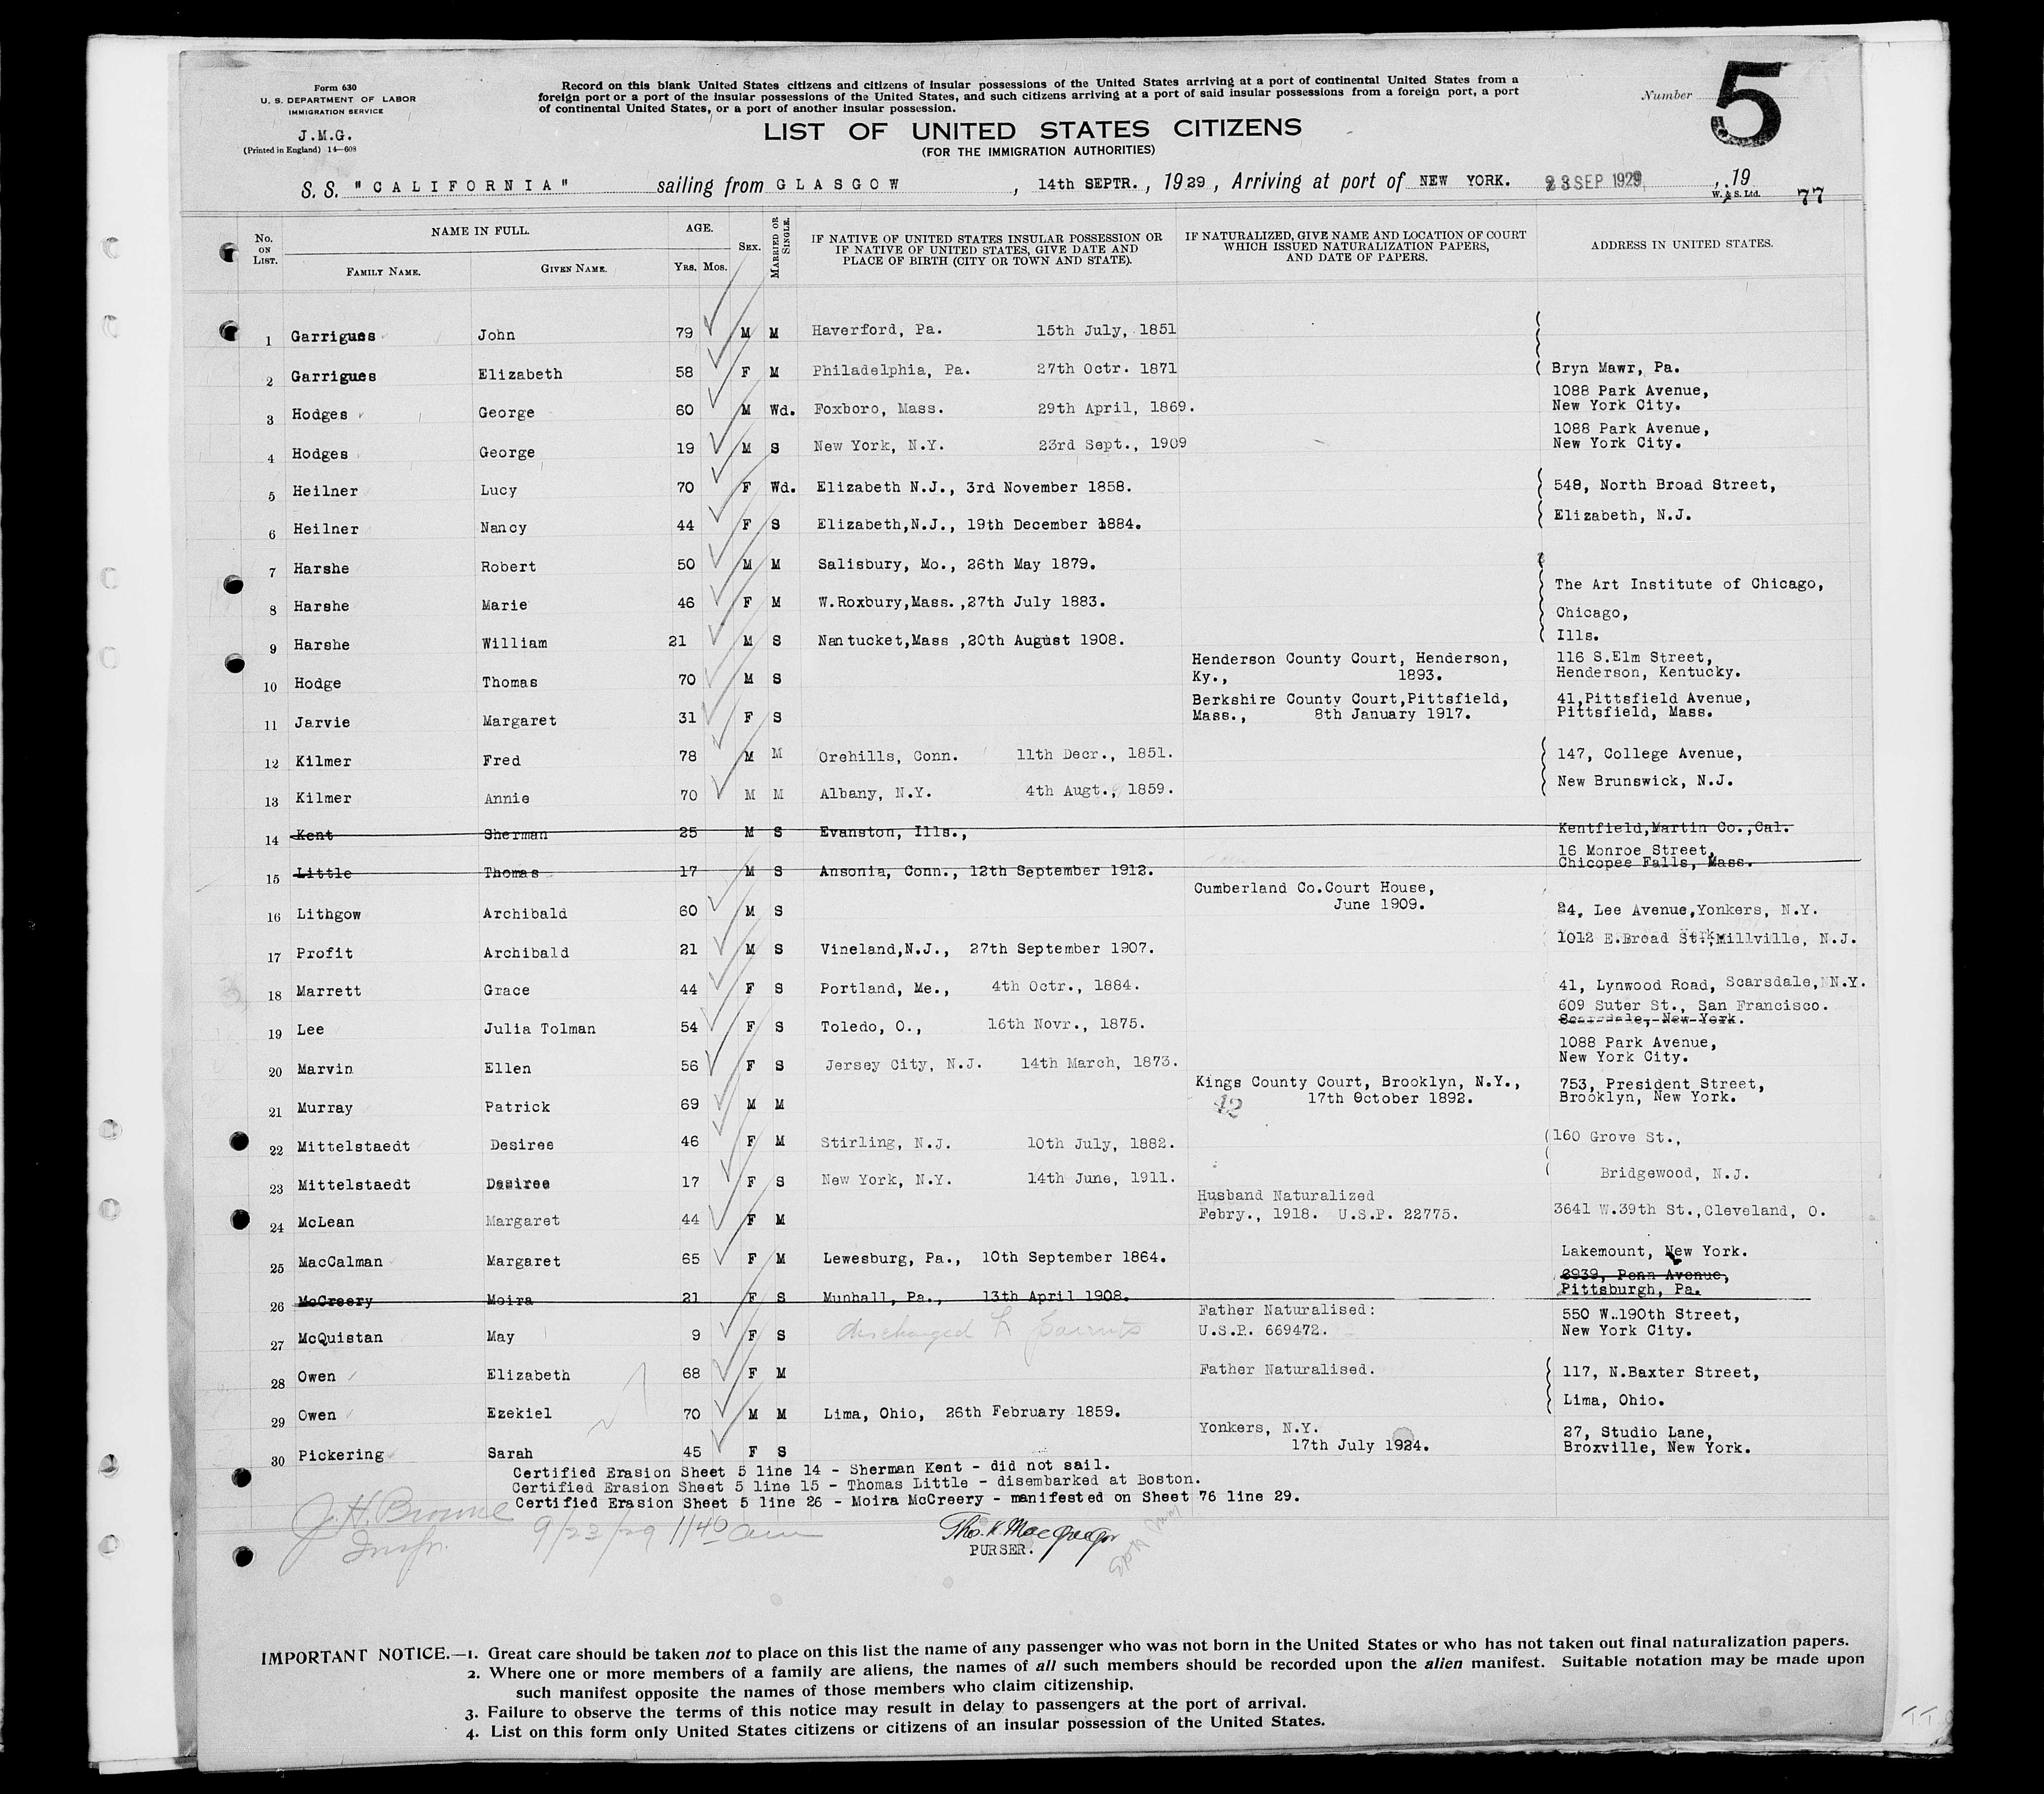 Form 630
U. S. DEPARTMENT OF LABOR
IMMIGRATION SERVICE
J.M.G.
(Printed in England) 14—608
Record on this blank United States citizens and citizens of insular possessions of the United States arriving at a port of continental United States from a
foreign port or a port of the insular possessions of the United States, and such citizens arriving at a port of said insular possessions from a foreign port, a port
of continental United States, or a port of another insular possession.
LIST OF UNITED STATES CITIZENS
(FOR THE IMMIGRATION AUTHORITIES)
Number 5
S.S. "CALIFORNIA" sailing from GLASGOW, 14th SEPTR., 1929, Arriving at port of NEW YORK. 23 SEP 1929, 19
W. & S. Ltd. 77
No. ON LIST. NAME IN FULL. FAMILY NAME. GIVEN NAME. AGE. YRS. MOS. SEX. MARRIED OR SINGLE. IF NATIVE OF UNITED STATES INSULAR POSSESSION OR IF NATIVE OF UNITED STATES, GIVE DATE AND PLACE OF BIRTH (CITY OR TOWN AND STATE). IF NATURALIZED, GIVE NAME AND LOCATION OF COURT WHICH ISSUED NATURALIZATION PAPERS, AND DATE OF PAPERS. ADDRESS IN UNITED STATES.
1 Garrigues John 79 M M Haverford, Pa. 15th July, 1851
2 Garrigues Elizabeth 58 F M Philadelphia, Pa. 27th Octr. 1871 Bryn Mawr, Pa.
3 Hodges George 60 M Wd. Foxboro, Mass. 29th April, 1869. 1088 Park Avenue, New York City.
4 Hodges George 19 M S New York, N.Y. 23rd Sept., 1909 1088 Park Avenue, New York City.
5 Heilner Lucy 70 F Wd. Elizabeth N.J., 3rd November 1858. 548, North Broad Street,
6 Heilner Nancy 44 F S Elizabeth,N.J., 19th December 1884. Elizabeth, N.J.
7 Harshe Robert 50 M M Salisbury, Mo., 26th May 1879.
8 Harshe Marie 46 F M W.Roxbury,Mass.,27th July 1883. The Art Institute of Chicago, Chicago,
9 Harshe William 21 M S Nantucket,Mass ,20th August 1908. Ills.
10 Hodge Thomas 70 M S Henderson County Court, Henderson, Ky., 1893. 116 S.Elm Street, Henderson, Kentucky.
11 Jarvie Margaret 31 F S Berkshire County Court,Pittsfield, Mass., 8th January 1917. 41,Pittsfield Avenue, Pittsfield, Mass.
12 Kilmer Fred 78 M M Orehills, Conn. 11th Decr., 1851. 147, College Avenue,
13 Kilmer Annie 70 M M Albany, N.Y. 4th Augt., 1859. New Brunswick, N.J.
14 Kent Sherman 25 M S Evanston, Ills., Kentfield,Martin Co.,Cal.
15 Little Thomas 17 M S Ansonia, Conn., 12th September 1912. 16 Monroe Street, Chicopee Falls, Mass.
16 Lithgow Archibald 60 M S Cumberland Co.Court House, June 1909. 24, Lee Avenue,Yonkers, N.Y.
17 Profit Archibald 21 M S Vineland,N.J., 27th September 1907. 1012 E.Broad St.,Millville, N.J.
18 Marrett Grace 44 F S Portland, Me., 4th Octr., 1884. 41, Lynwood Road, Scarsdale, N.Y.
19 Lee Julia Tolman 54 F S Toledo, O., 16th Novr., 1875. 609 Suter St., San Francisco. Scarsdale, New York.
20 Marvin Ellen 56 F S Jersey City, N.J. 14th March, 1873. 1088 Park Avenue, New York City.
21 Murray Patrick 69 M M Kings County Court, Brooklyn, N.Y., 42 17th October 1892. 753, President Street, Brooklyn, New York.
22 Mittelstaedt Desiree 46 F M Stirling, N.J. 10th July, 1882. 160 Grove St.,
23 Mittelstaedt Desiree 17 F S New York, N.Y. 14th June, 1911. Bridgewood, N.J.
24 McLean Margaret 44 F M Husband Naturalized Febry., 1918. U.S.P. 22775. 3641 W.39th St.,Cleveland, O.
25 MacCalman Margaret 65 F M Lewesburg, Pa., 10th September 1864. Lakemount, New York.
26 McCreery Moira 21 F S Munhall, Pa., 13th April 1908. 6939, Penn Avenue, Pittsburgh, Pa.
27 McQuistan May 9 F S discharged to parents Father Naturalised: U.S.P. 669472. 550 W.190th Street, New York City.
28 Owen Elizabeth 68 F M Father Naturalised. 117, N.Baxter Street,
29 Owen Ezekiel 70 M M Lima, Ohio, 26th February 1859. Lima, Ohio.
30 Pickering Sarah 45 F S Yonkers, N.Y. 17th July 1924. 27, Studio Lane, Broxville, New York.
Certified Erasion Sheet 5 line 14 - Sherman Kent - did not sail.
Certified Erasion Sheet 5 line 15 - Thomas Little - disembarked at Boston.
Certified Erasion Sheet 5 line 26 - Moira McCreery - manifested on Sheet 76 line 29.
J.H. Browne
Inspr.
9/23/29 1140 am
Thos. K. Macgregor
PURSER.
IMPORTANT NOTICE.—1. Great care should be taken not to place on this list the name of any passenger who was not born in the United States or who has not taken out final naturalization papers.
2. Where one or more members of a family are aliens, the names of all such members should be recorded upon the alien manifest. Suitable notation may be made upon
such manifest opposite the names of those members who claim citizenship.
3. Failure to observe the terms of this notice may result in delay to passengers at the port of arrival.
4. List on this form only United States citizens or citizens of an insular possession of the United States.